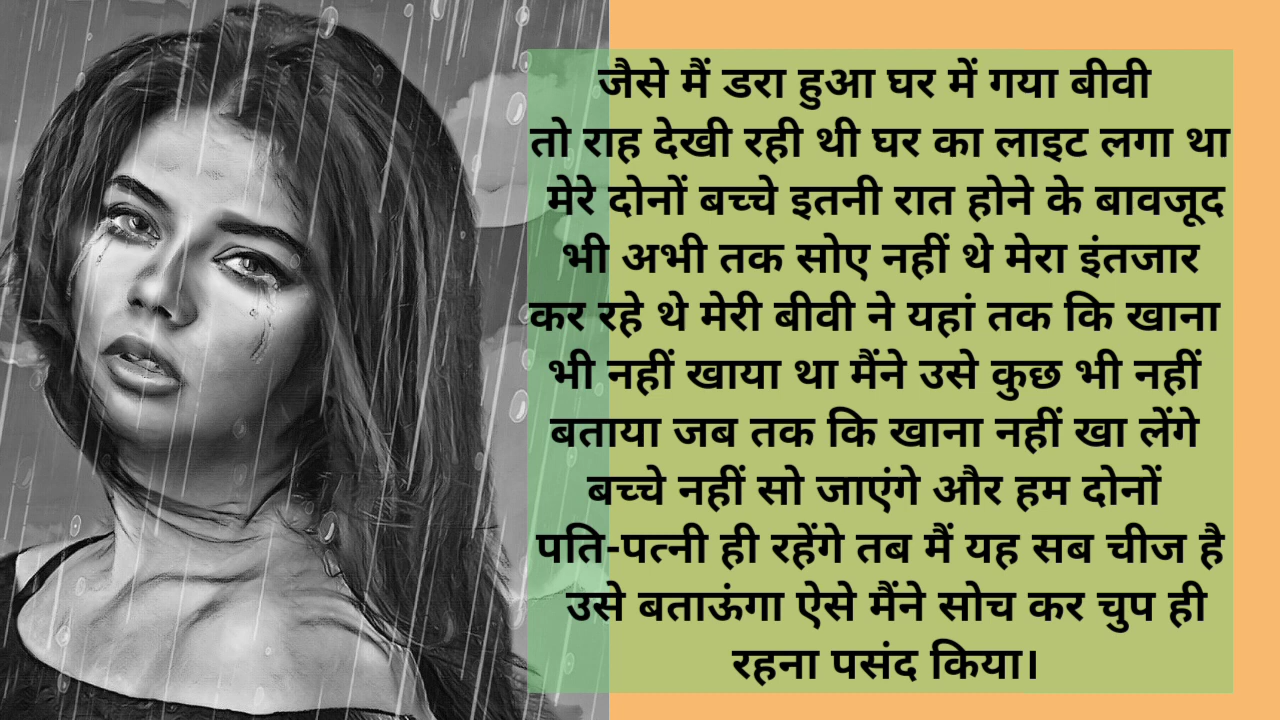 जैसे मैं डरा हुआ घर में गया बीवी
तो राह देखी रही थी घर का लाइट लगा था
मेरे दोनों बच्चे इतनी रात होने के बावजूद
भी अभी तक सोए नहीं थे मेरा इंतजार
कर रहे थे मेरी बीवी ने यहां तक कि खाना
भी नहीं खाया था मैंने उसे कुछ भी नहीं
बताया जब तक कि खाना नहीं खा लेंगे
बच्चे नहीं सो जाएंगे और हम दोनों
पति-पत्नी ही रहेंगे तब मैं यह सब चीज है
उसे बताऊंगा ऐसे मैंने सोच कर चुप ही
रहना पसंद किया।